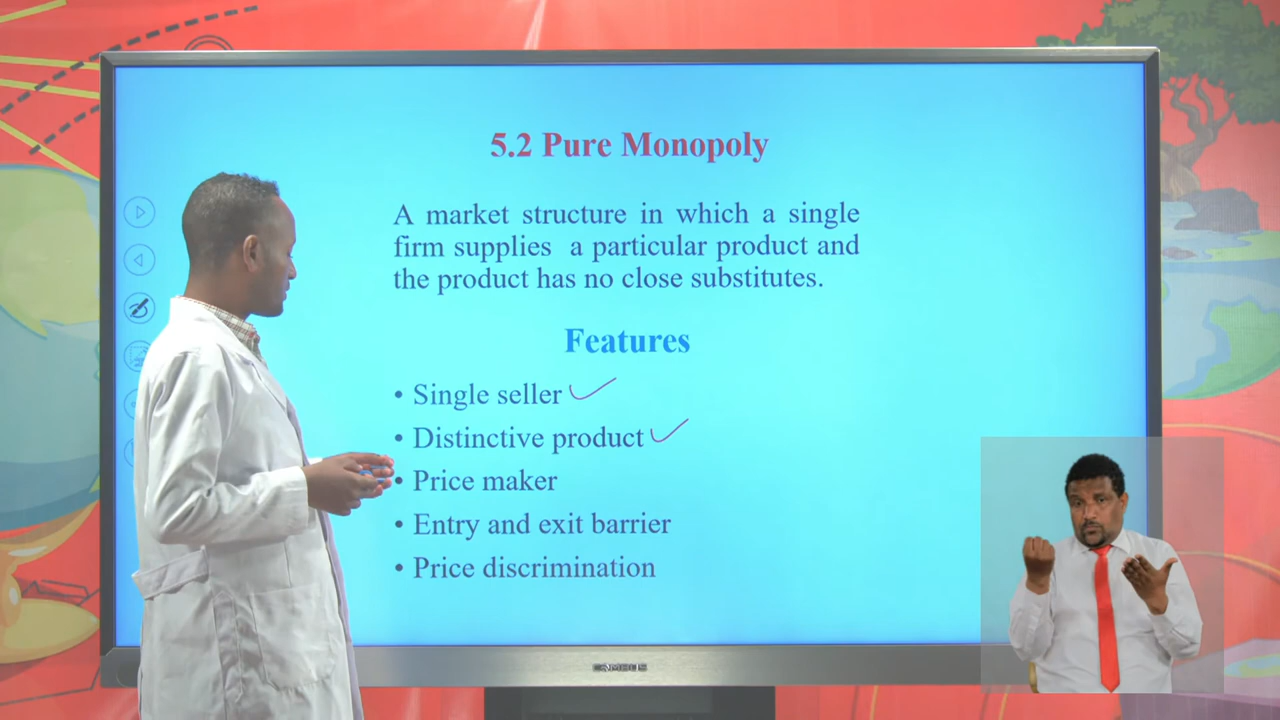 5.2 Pure Monopoly
A market structure in which a single
firm supplies a particular product and
the product has no close substitutes.
Features
• Single seller
• Distinctive product
• Price maker
• Entry and exit barrier
• Price discrimination